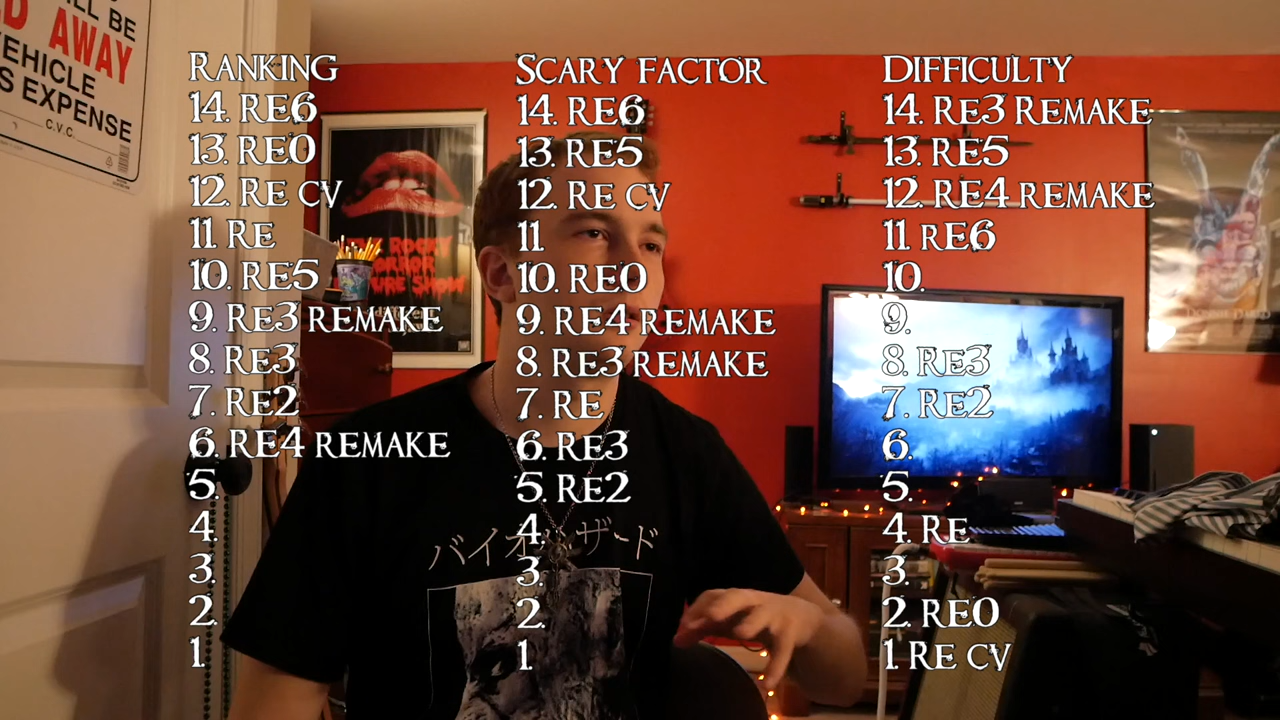 D AWAY
VEHICLE
S EXPENSE
C.V.C.
Ranking
14. RE6
13. RE0
12. RE CV
11. RE
10. RE5
9. RE3 REMAKE
8. RE3
7. RE2
6. RE4 REMAKE
5.
4.
3.
2.
1.
Scary factor
14. RE6
13. RE5
12. RE CV
11.
10. RE0
9. RE4 REMAKE
8. RE3 REMAKE
7. RE
6. RE3
5. RE2
4.
3.
2.
1.
Difficulty
14. RE3 REMAKE
13. RE5
12. RE4 REMAKE
11. RE6
10.
9.
8. RE3
7. RE2
6.
5.
4. RE
3.
2. RE0
1. RE CV
ROCKY
バイオ ザード